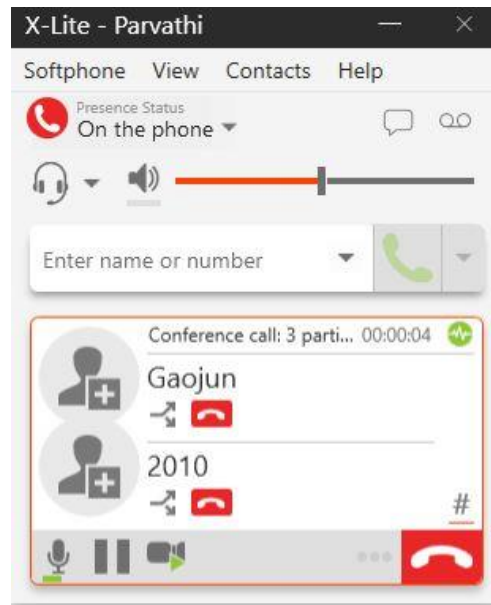 X-Lite - Parvathi
Softphone View Contacts Help
Presence Status
On the phone
Enter name or number
Conference call: 3 parti... 00:00:04
Gaojun
2010
#